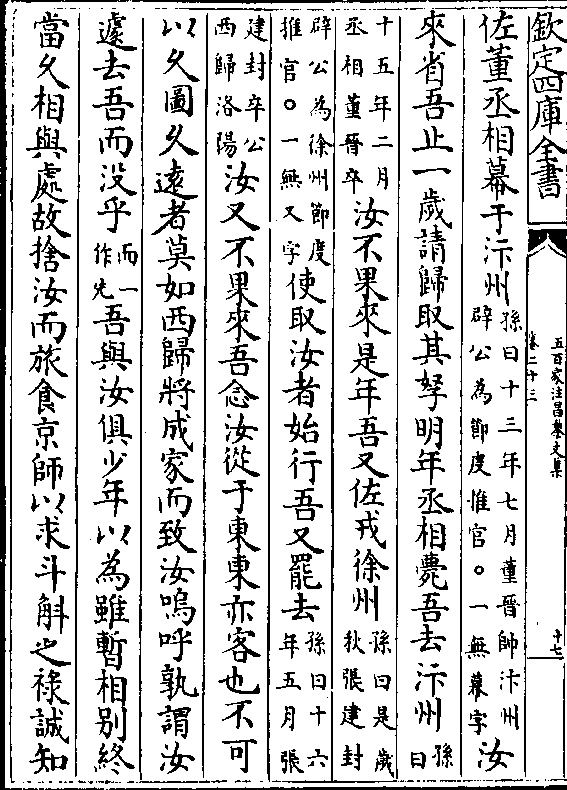 欽定四庫全書
五百家注昌黎文集
卷二十三
十七
佐董丞相幕于汴州孫曰十三年七月董晉帥汴州辟公為節度推官。一無幕字汝
來省吾止一歲請歸取其孥明年丞相薨吾去汴州孫曰
十五年二月丞相董晉卒汝不果來是年吾又佐戎徐州孫曰是歲秋張建封
辟公為徐州節度推官。一無又字使取汝者始行吾又罷去孫曰十六年五月張
建封卒公西歸洛陽汝又不果來吾念汝從于東東亦客也不可
以久圖久遠者莫如西歸將成家而致汝嗚呼孰謂汝
遽去吾而没乎而一作先吾與汝俱少年以為雖暫相别終
當久相與處故捨汝而旅食京師以求斗斛之祿誠知